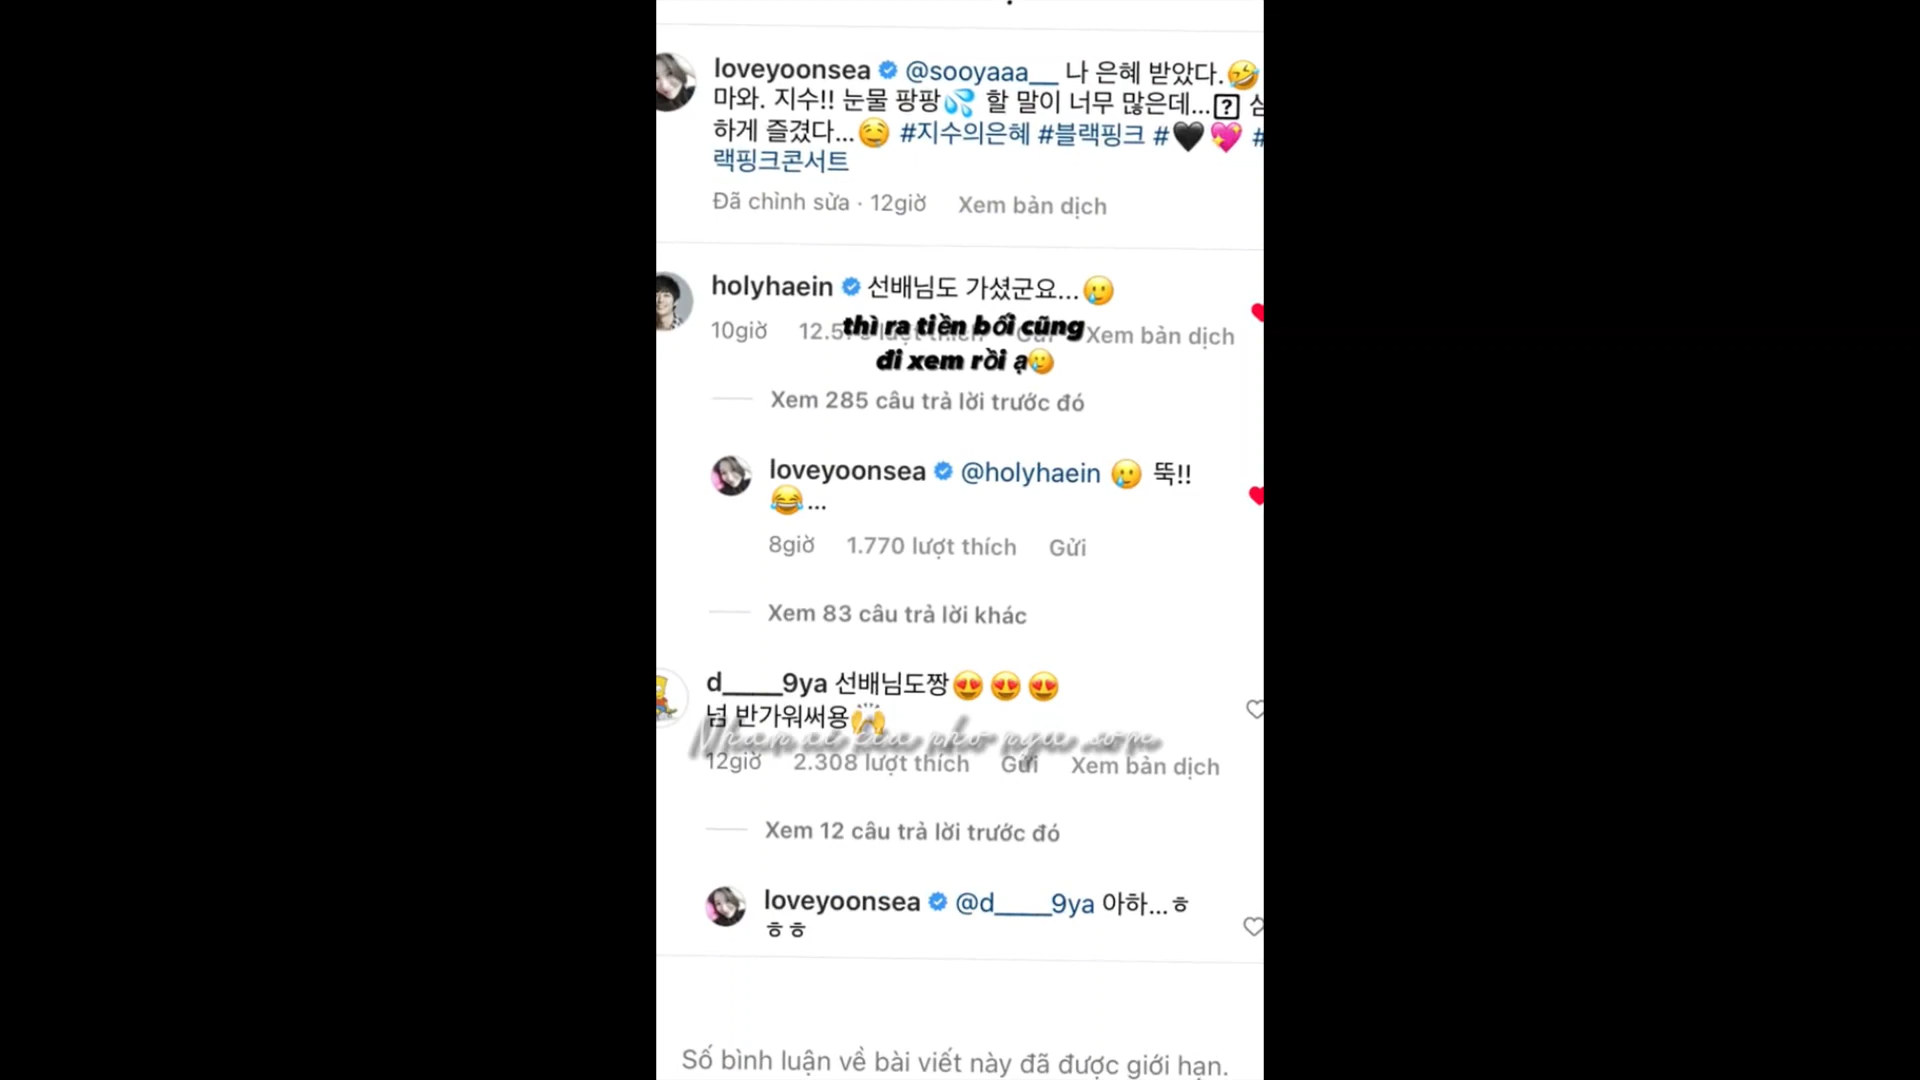 loveyoonsea @sooyaaa__ 나 은혜 받았다.🤣
마와. 지수!! 눈물 팡팡💦 할 말이 너무 많은데...
하게 즐겼다...🤤 #지수의은혜 #블랙핑크 #🖤💖 #
랙핑크콘서트
Đã chỉnh sửa · 12giờ Xem bản dịch
holyhaein 선배님도 가셨군요...🥲
10giờ lượt thích Gửi Xem bản dịch
thì ra tiền bối cũng
đi xem rồi ạ🥲
Xem 285 câu trả lời trước đó
loveyoonsea @holyhaein 🥲 뚝!!
😂...
8giờ 1.770 lượt thích Gửi
Xem 83 câu trả lời khác
d_____9ya 선배님도짱😍😍😍
넘 반가워써용🙌
12giờ 2.308 lượt thích Gửi Xem bản dịch
Xem 12 câu trả lời trước đó
loveyoonsea @d_____9ya 아하...ㅎ
ㅎㅎ
Số bình luận về bài viết này đã được giới hạn.